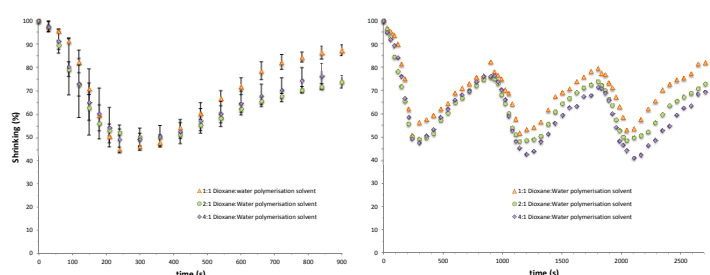 100
90
80
70
60
50
40
30
20
10
0
Shrinking (%)
0 100 200 300 400 500 600 700 800 900
time (s)
1:1 Dioxane:water polymerisation solvent
2:1 Dioxane:Water polymerisation solvent
4:1 Dioxane:Water polymerisation solvent
100
90
80
70
60
50
40
30
20
10
0
0 500 1000 1500 2000 2500
time (s)
1:1 Dioxane:Water polymerisation solvent
2:1 Dioxane:Water polymerisation solvent
4:1 Dioxane:Water polymerisation solvent